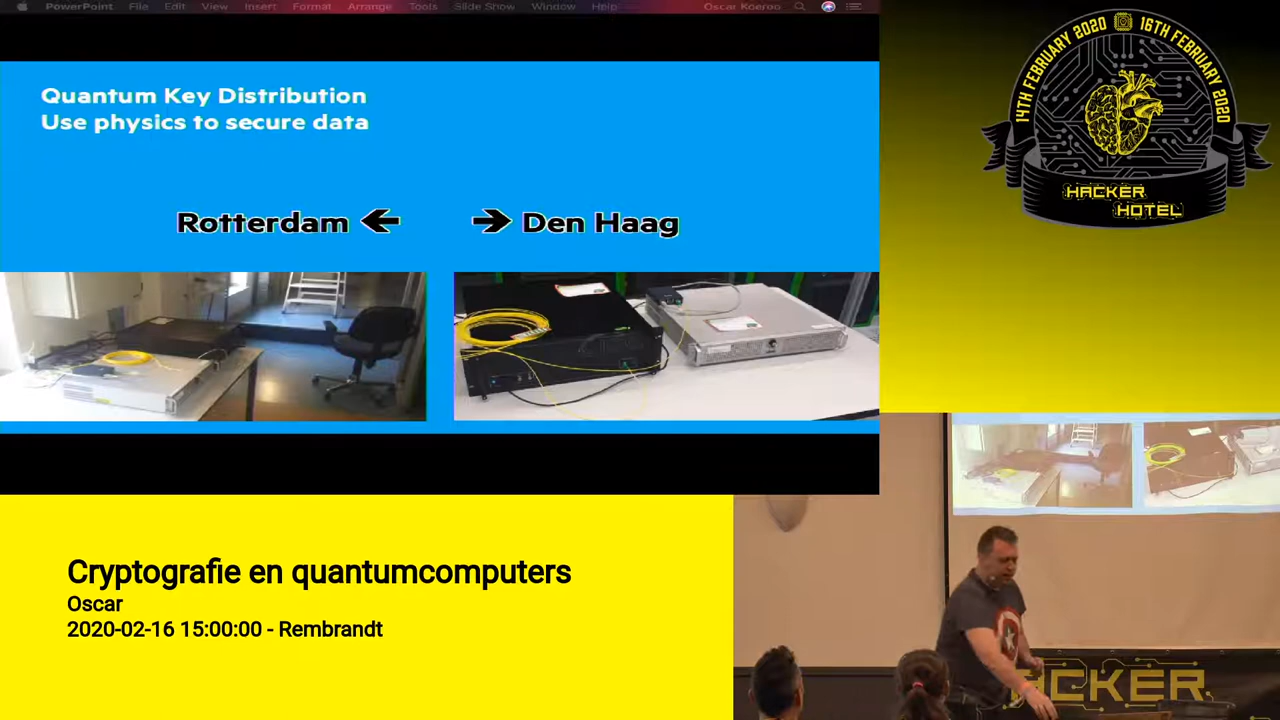 PowerPoint File Edit View Insert Format Arrange Tools Slide Show Window Help Oscar Koeroo
Quantum Key Distribution
Use physics to secure data
Rotterdam ← → Den Haag
14TH FEBRUARY 2020 16TH FEBRUARY 2020
HACKER
HOTEL
Cryptografie en quantumcomputers
Oscar
2020-02-16 15:00:00 - Rembrandt
HACKER